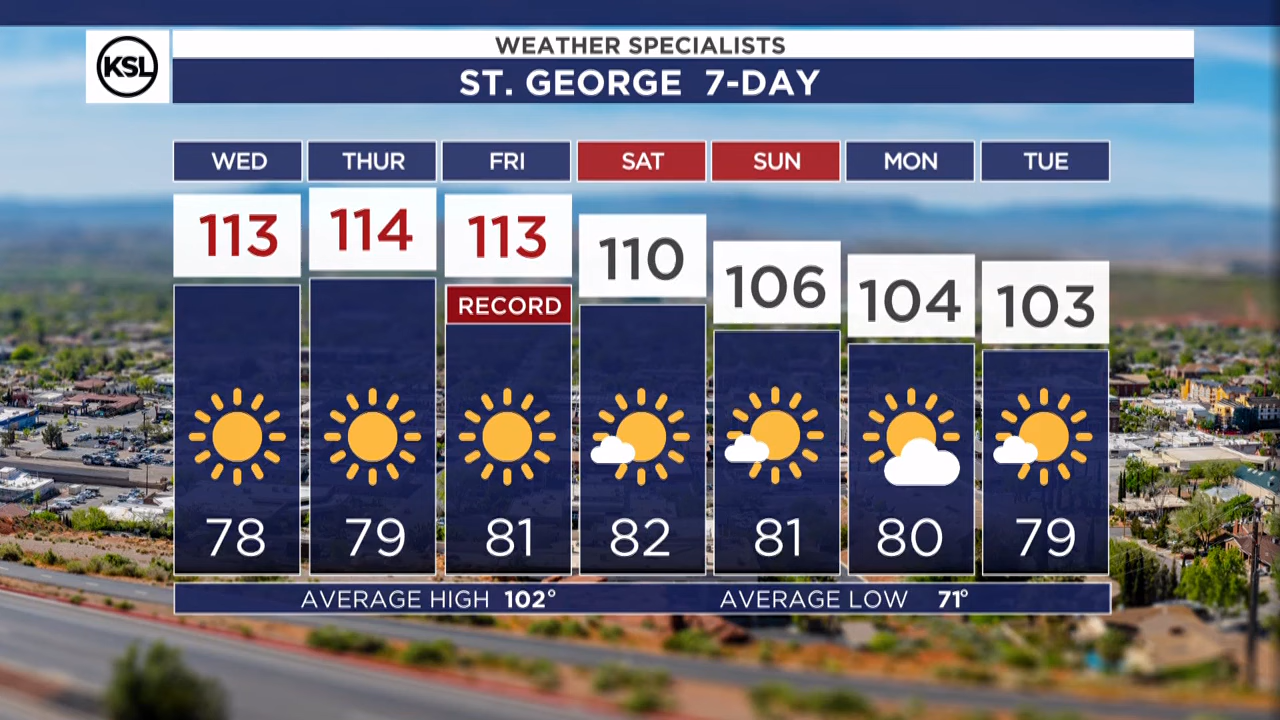 KSL
WEATHER SPECIALISTS
ST. GEORGE 7-DAY
WED THUR FRI SAT SUN MON TUE
113 114 113 110 106 104 103
RECORD
78 79 81 82 81 80 79
AVERAGE HIGH 102° AVERAGE LOW 71°